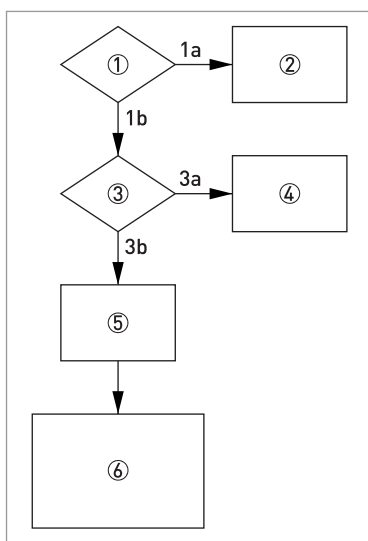 ① 1a ②
1b
③ 3a ④
3b
⑤
⑥